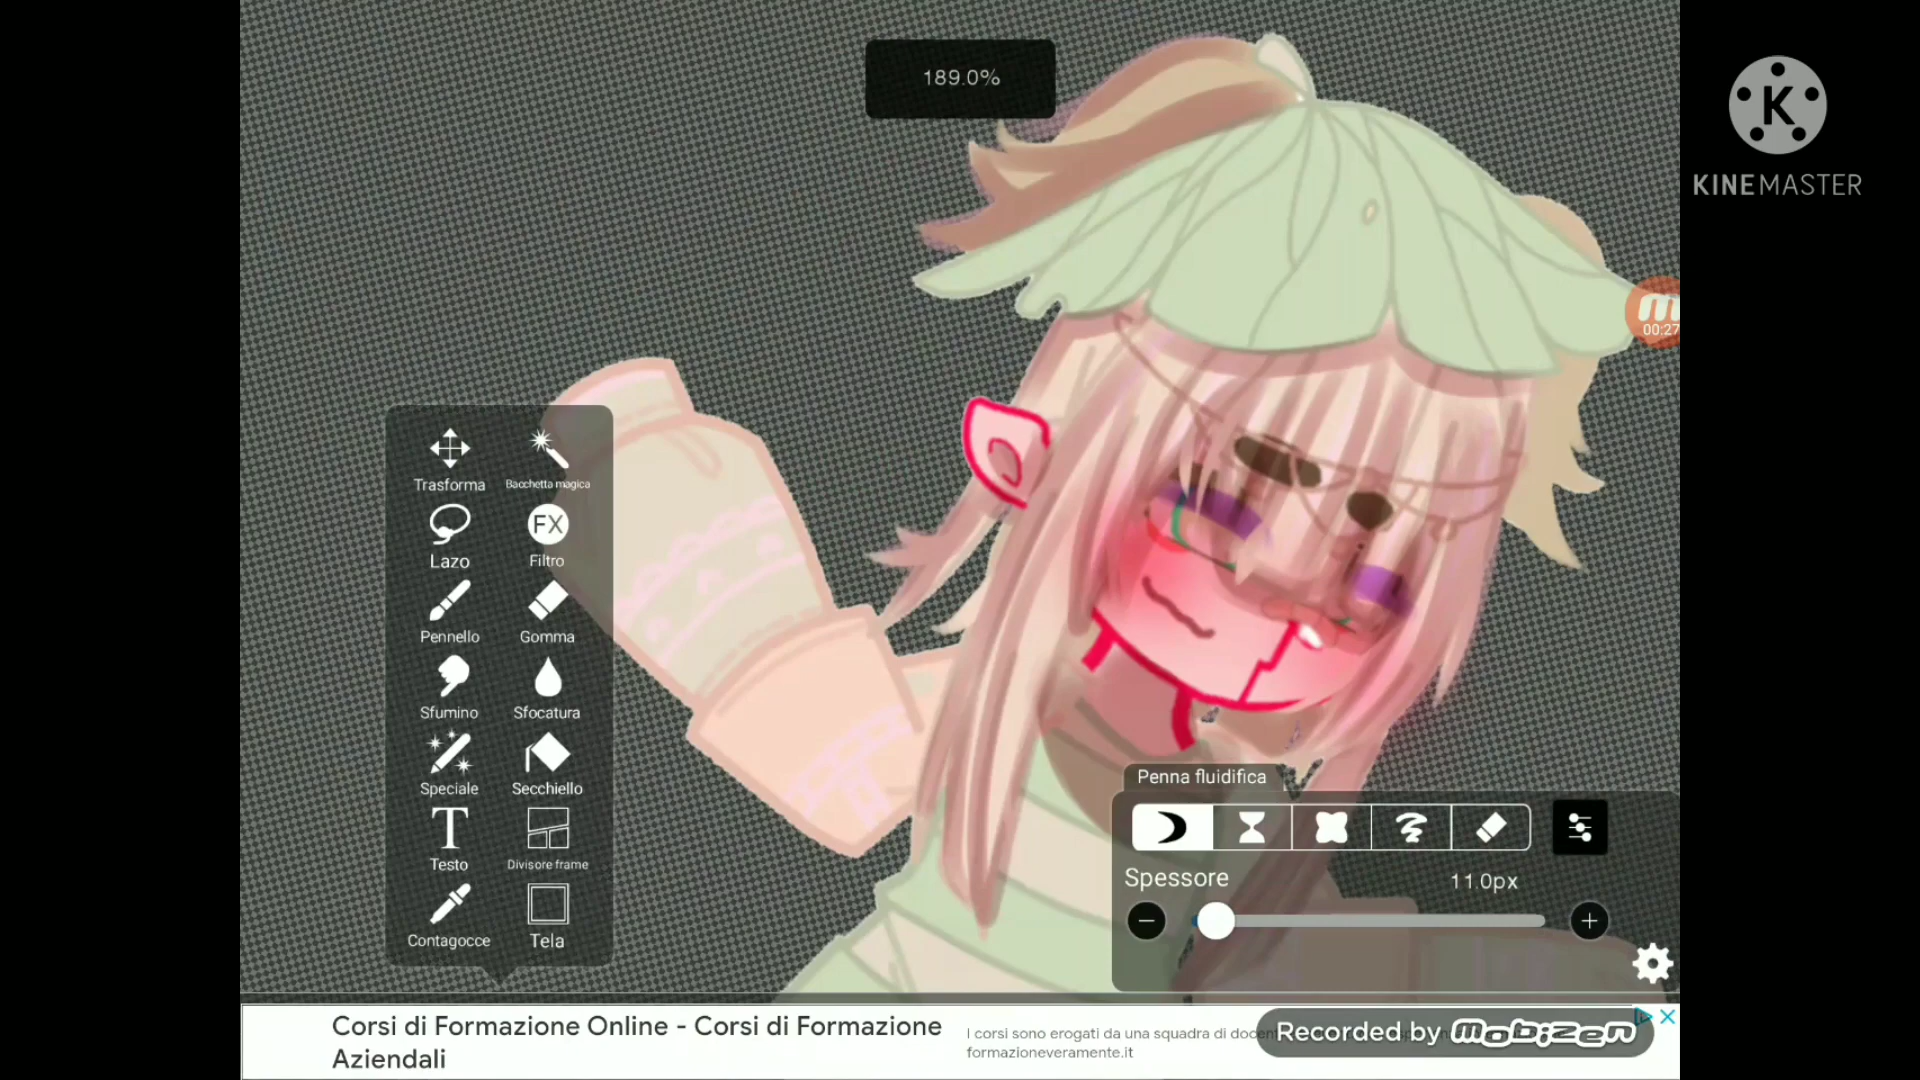 189.0%
K
KINEMASTER
00:27
Trasforma
Bacchetta magica
Lazo
FX
Filtro
Pennello
Gomma
Sfumino
Sfocatura
Speciale
Secchiello
T
Testo
Divisore frame
Contagocce
Tela
Penna fluidifica
Spessore
11.0px
Corsi di Formazione Online - Corsi di Formazione
Aziendali
I corsi sono erogati da una squadra di
formazioneveramente.it
Recorded by mobizen